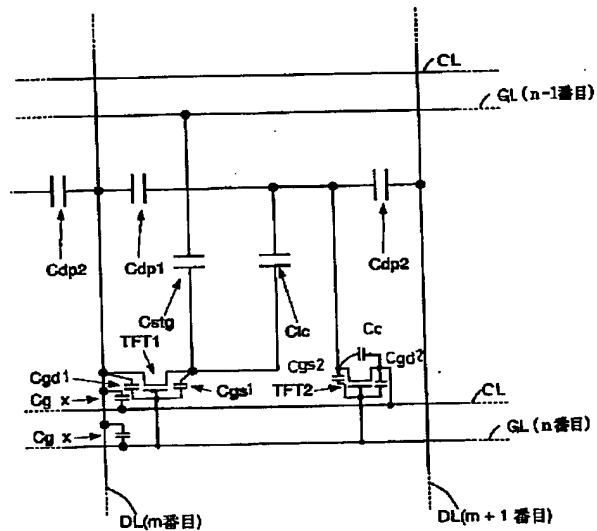 CL
GL(n-1番目)
Cdp2
Cdp1
Cdp2
Cstg
Clc
TFT1
Cc
Cgs2
Cgd2
Cgd1
Cgs1
TFT2
Cg x
CL
Cg x
GL(n番目)
DL(m番目)
DL(m + 1 番目)